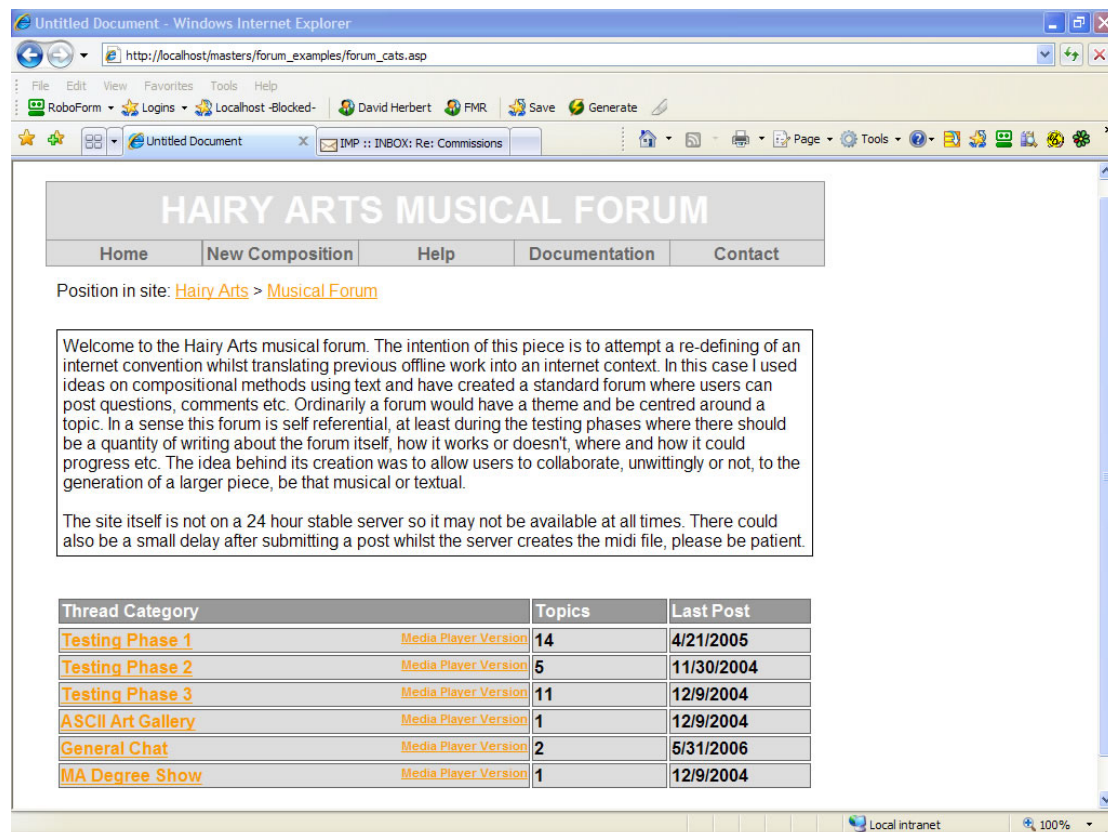 Untitled Document - Windows Internet Explorer
http://localhost/masters/forum_examples/forum_cats.asp
File Edit View Favorites Tools Help
RoboForm Logins Localhost -Blocked- David Herbert FMR Save Generate
Untitled Document IMP :: INBOX: Re: Commissions Page Tools
HAIRY ARTS MUSICAL FORUM
Home New Composition Help Documentation Contact
Position in site: Hairy Arts > Musical Forum
Welcome to the Hairy Arts musical forum. The intention of this piece is to attempt a re-defining of an
internet convention whilst translating previous offline work into an internet context. In this case I used
ideas on compositional methods using text and have created a standard forum where users can
post questions, comments etc. Ordinarily a forum would have a theme and be centred around a
topic. In a sense this forum is self referential, at least during the testing phases where there should
be a quantity of writing about the forum itself, how it works or doesn't, where and how it could
progress etc. The idea behind its creation was to allow users to collaborate, unwittingly or not, to the
generation of a larger piece, be that musical or textual.
The site itself is not on a 24 hour stable server so it may not be available at all times. There could
also be a small delay after submitting a post whilst the server creates the midi file, please be patient.
Thread Category Topics Last Post
Testing Phase 1 Media Player Version 14 4/21/2005
Testing Phase 2 Media Player Version 5 11/30/2004
Testing Phase 3 Media Player Version 11 12/9/2004
ASCII Art Gallery Media Player Version 1 12/9/2004
General Chat Media Player Version 2 5/31/2006
MA Degree Show Media Player Version 1 12/9/2004
Local intranet 100%